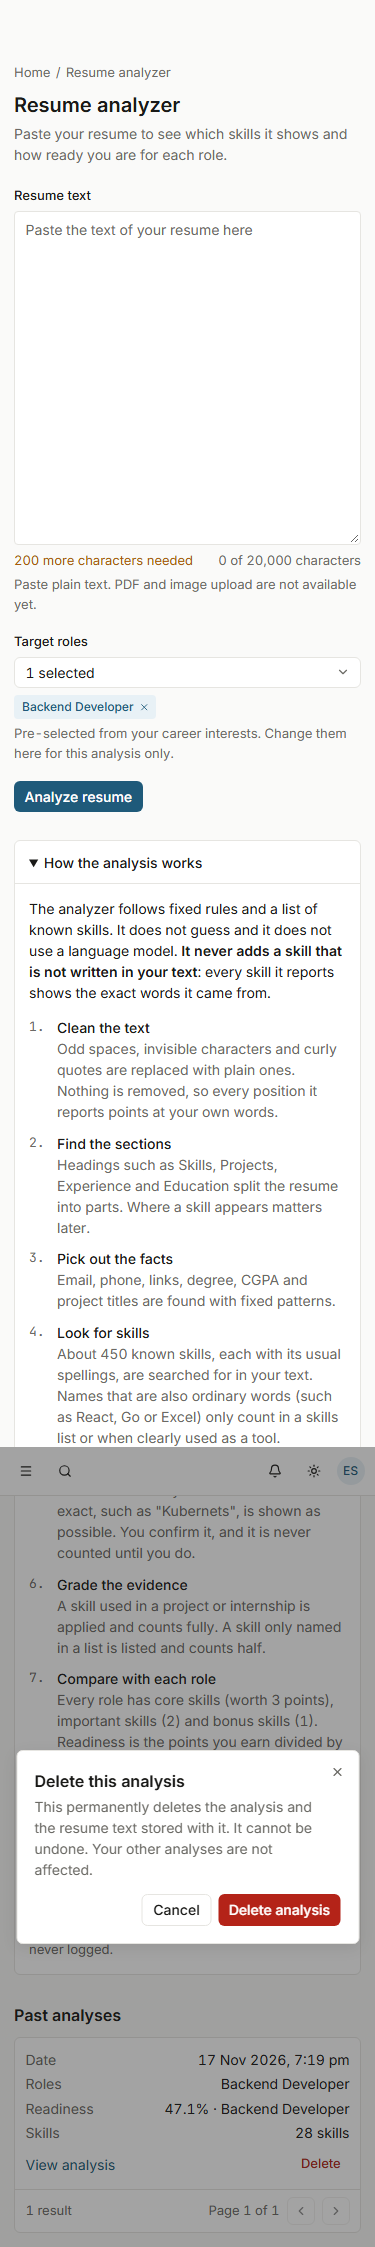 Home / Resume analyzer
Resume analyzer
Paste your resume to see which skills it shows and
how ready you are for each role.
Resume text
Paste the text of your resume here
200 more characters needed 0 of 20,000 characters
Paste plain text. PDF and image upload are not available
yet.
Target roles
1 selected
Backend Developer ×
Pre-selected from your career interests. Change them
here for this analysis only.
Analyze resume
▼ How the analysis works
The analyzer follows fixed rules and a list of
known skills. It does not guess and it does not
use a language model. It never adds a skill that
is not written in your text: every skill it reports
shows the exact words it came from.
1. Clean the text
Odd spaces, invisible characters and curly
quotes are replaced with plain ones.
Nothing is removed, so every position it
reports points at your own words.
2. Find the sections
Headings such as Skills, Projects,
Experience and Education split the resume
into parts. Where a skill appears matters
later.
3. Pick out the facts
Email, phone, links, degree, CGPA and
project titles are found with fixed patterns.
4. Look for skills
About 450 known skills, each with its usual
spellings, are searched for in your text.
Names that are also ordinary words (such
as React, Go or Excel) only count in a skills
list or when clearly used as a tool.
ES
exact, such as "Kubernets", is shown as
possible. You confirm it, and it is never
counted until you do.
6. Grade the evidence
A skill used in a project or internship is
applied and counts fully. A skill only named
in a list is listed and counts half.
7. Compare with each role
Every role has core skills (worth 3 points),
important skills (2) and bonus skills (1).
Readiness is the points you earn divided by
Delete this analysis
This permanently deletes the analysis and
the resume text stored with it. It cannot be
undone. Your other analyses are not
affected.
Cancel Delete analysis
never logged.
Past analyses
Date 17 Nov 2026, 7:19 pm
Roles Backend Developer
Readiness 47.1% · Backend Developer
Skills 28 skills
View analysis Delete
1 result Page 1 of 1